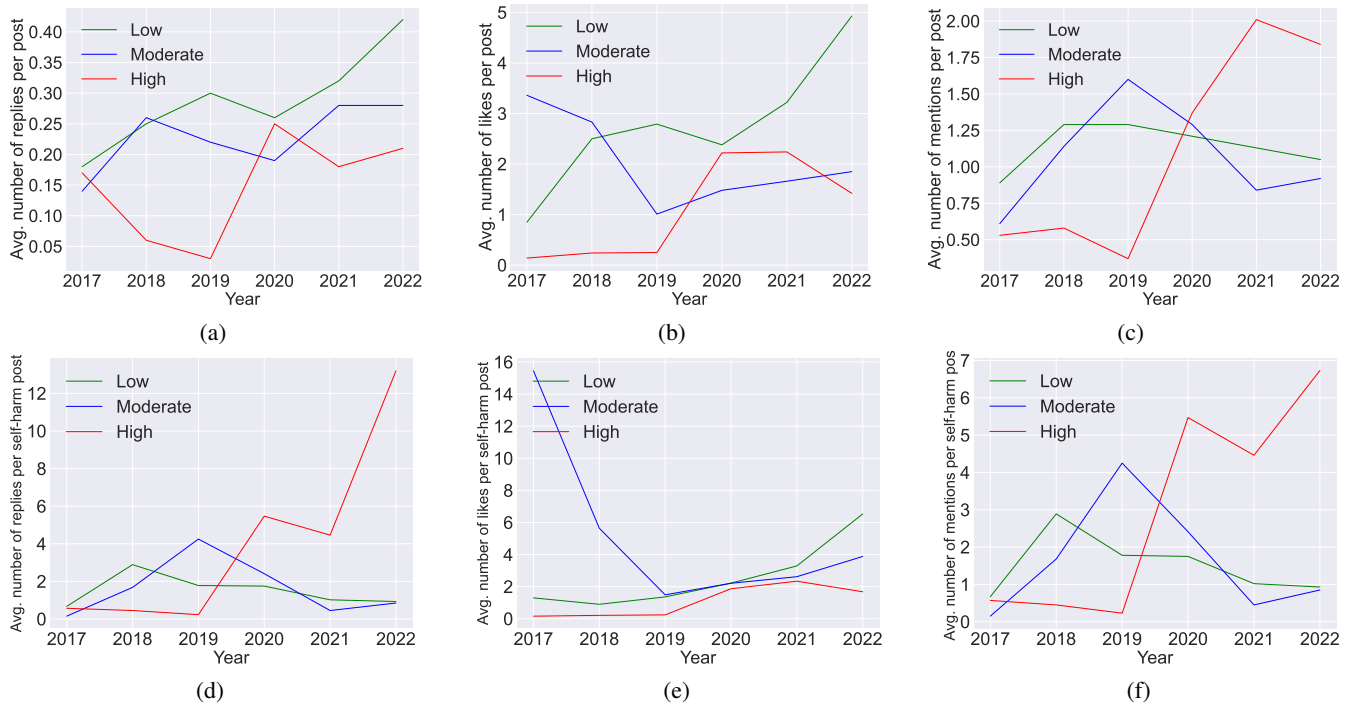 Avg. number of replies per post
0.40
0.35
0.30
0.25
0.20
0.15
0.10
0.05
Low
Moderate
High
2017 2018 2019 2020 2021 2022
Year
(a)
Avg. number of likes per post
5
4
3
2
1
0
Low
Moderate
High
2017 2018 2019 2020 2021 2022
Year
(b)
Avg. number of mentions per post
2.00
1.75
1.50
1.25
1.00
0.75
0.50
Low
Moderate
High
2017 2018 2019 2020 2021 2022
Year
(c)
Avg. number of replies per self-harm post
12
10
8
6
4
2
0
Low
Moderate
High
2017 2018 2019 2020 2021 2022
Year
(d)
Avg. number of likes per self-harm post
16
14
12
10
8
6
4
2
0
Low
Moderate
High
2017 2018 2019 2020 2021 2022
Year
(e)
Avg. number of mentions per self-harm pos
7
6
5
4
3
2
1
0
Low
Moderate
High
2017 2018 2019 2020 2021 2022
Year
(f)